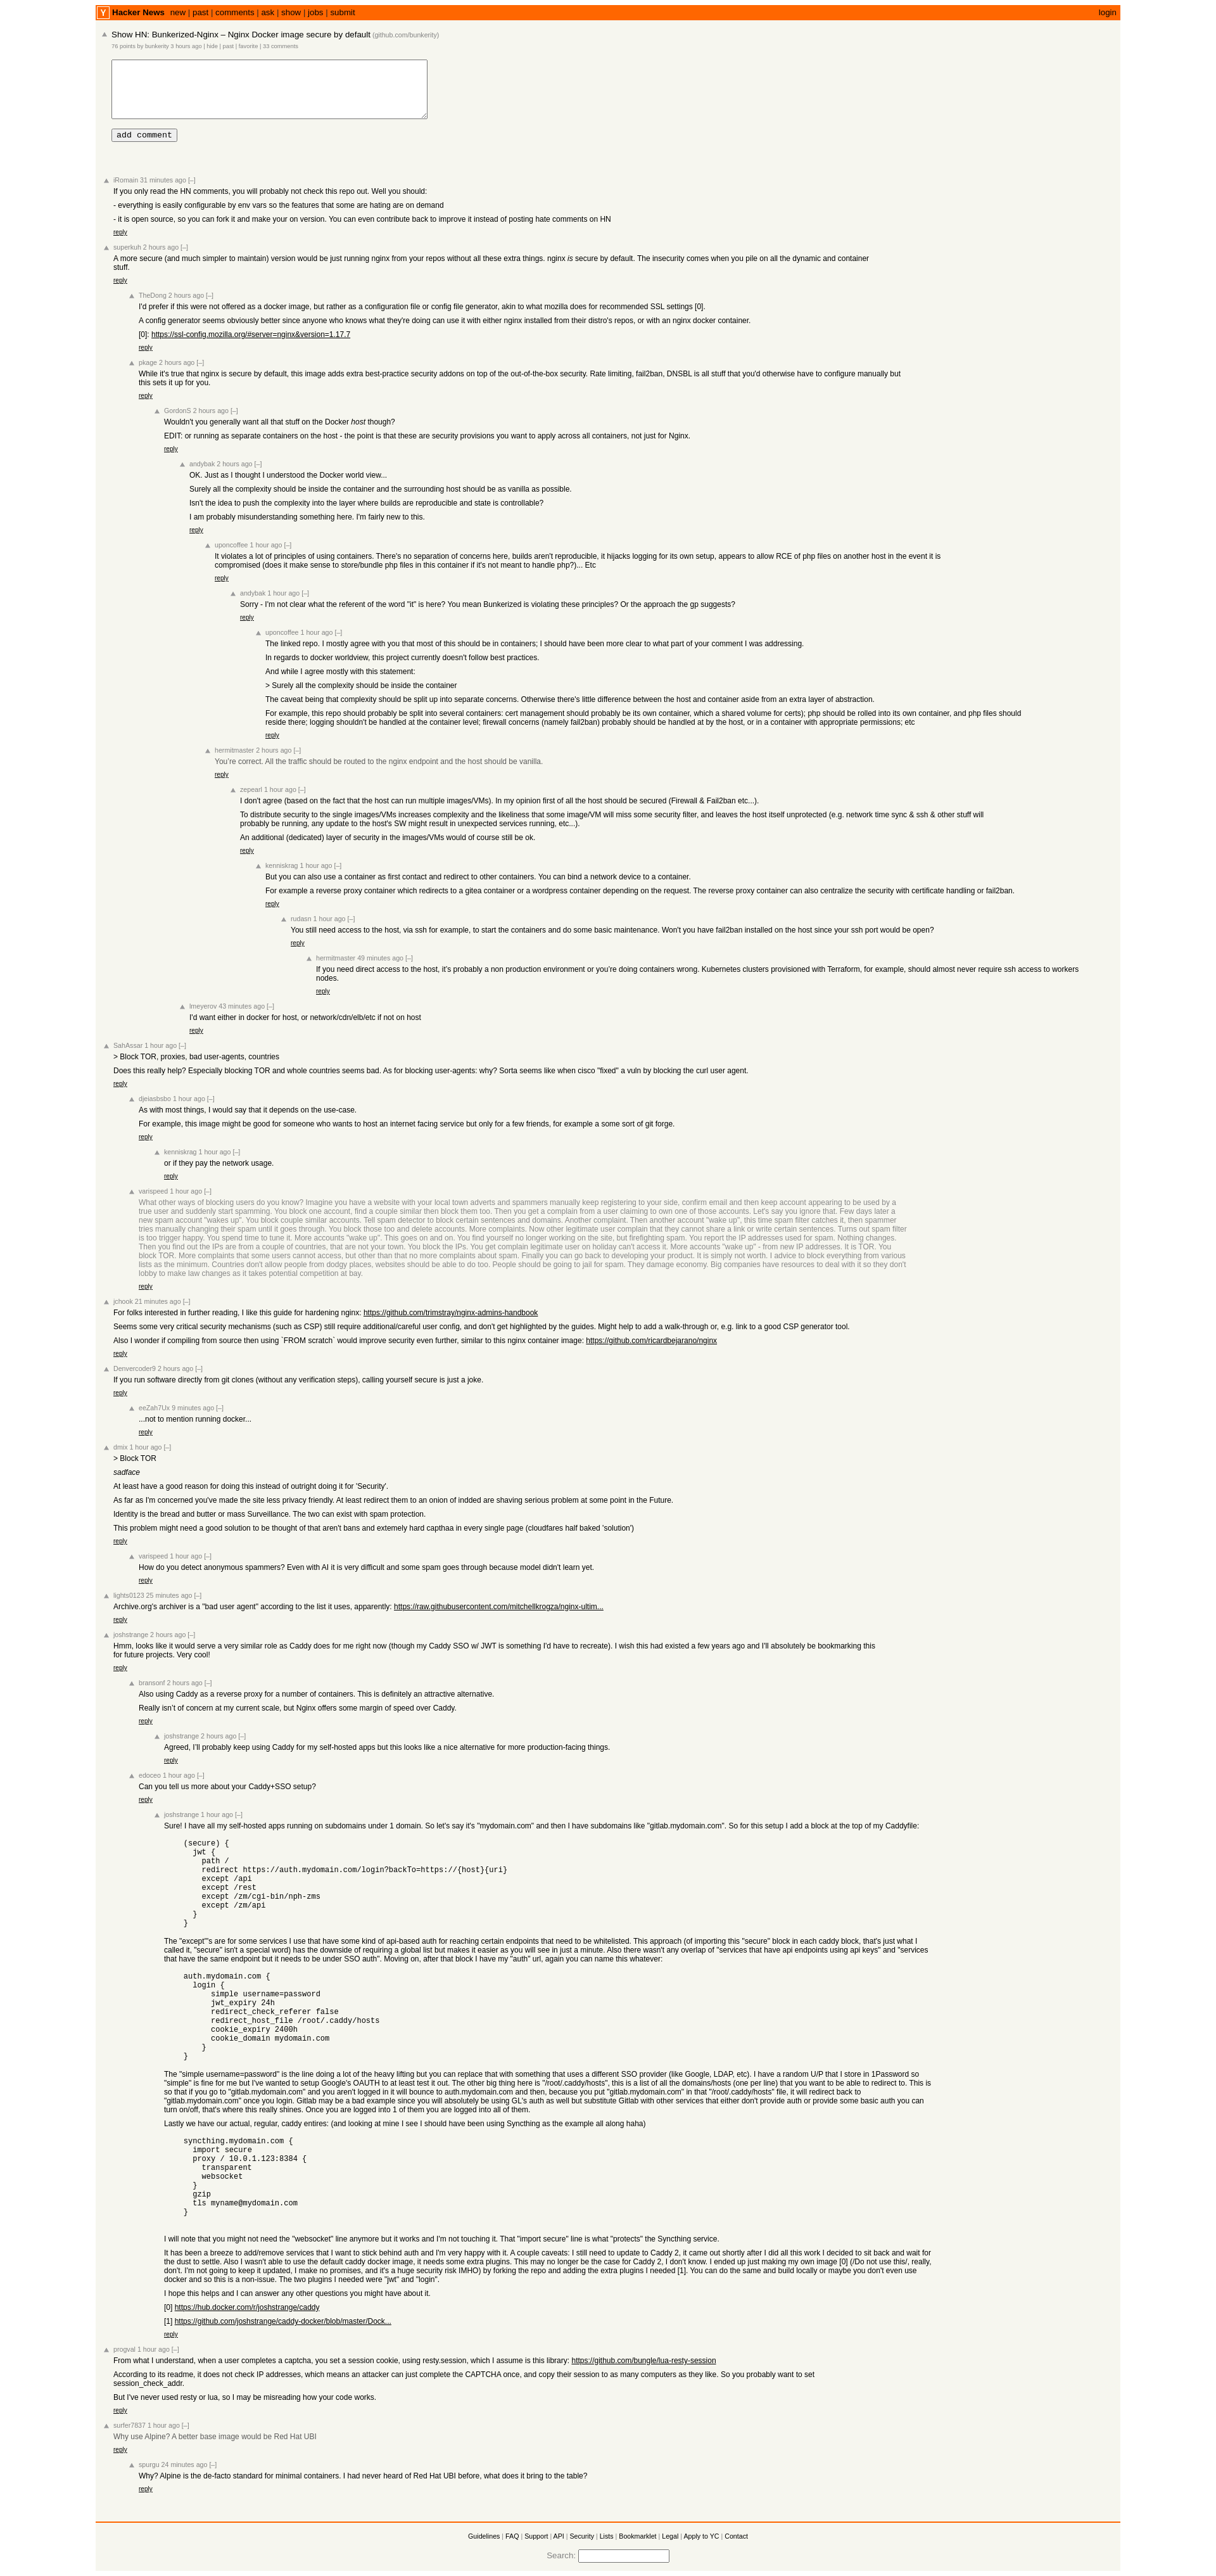 Y Hacker News new | past | comments | ask | show | jobs | submit login
Show HN: Bunkerized-Nginx – Nginx Docker image secure by default (github.com/bunkerity)
76 points by bunkerity 3 hours ago | hide | past | favorite | 33 comments
add comment
iRomain 31 minutes ago [–]
If you only read the HN comments, you will probably not check this repo out. Well you should:
- everything is easily configurable by env vars so the features that some are hating are on demand
- it is open source, so you can fork it and make your on version. You can even contribute back to improve it instead of posting hate comments on HN
reply
superkuh 2 hours ago [–]
A more secure (and much simpler to maintain) version would be just running nginx from your repos without all these extra things. nginx is secure by default. The insecurity comes when you pile on all the dynamic and container
stuff.
reply
TheDong 2 hours ago [–]
I'd prefer if this were not offered as a docker image, but rather as a configuration file or config file generator, akin to what mozilla does for recommended SSL settings [0].
A config generator seems obviously better since anyone who knows what they're doing can use it with either nginx installed from their distro's repos, or with an nginx docker container.
[0]: https://ssl-config.mozilla.org/#server=nginx&version=1.17.7
reply
pkage 2 hours ago [–]
While it's true that nginx is secure by default, this image adds extra best-practice security addons on top of the out-of-the-box security. Rate limiting, fail2ban, DNSBL is all stuff that you'd otherwise have to configure manually but
this sets it up for you.
reply
GordonS 2 hours ago [–]
Wouldn't you generally want all that stuff on the Docker host though?
EDIT: or running as separate containers on the host - the point is that these are security provisions you want to apply across all containers, not just for Nginx.
reply
andybak 2 hours ago [–]
OK. Just as I thought I understood the Docker world view...
Surely all the complexity should be inside the container and the surrounding host should be as vanilla as possible.
Isn't the idea to push the complexity into the layer where builds are reproducible and state is controllable?
I am probably misunderstanding something here. I'm fairly new to this.
reply
uponcoffee 1 hour ago [–]
It violates a lot of principles of using containers. There's no separation of concerns here, builds aren't reproducible, it hijacks logging for its own setup, appears to allow RCE of php files on another host in the event it is
compromised (does it make sense to store/bundle php files in this container if it's not meant to handle php?)... Etc
reply
andybak 1 hour ago [–]
Sorry - I'm not clear what the referent of the word "it" is here? You mean Bunkerized is violating these principles? Or the approach the gp suggests?
reply
uponcoffee 1 hour ago [–]
The linked repo. I mostly agree with you that most of this should be in containers; I should have been more clear to what part of your comment I was addressing.
In regards to docker worldview, this project currently doesn't follow best practices.
And while I agree mostly with this statement:
> Surely all the complexity should be inside the container
The caveat being that complexity should be split up into separate concerns. Otherwise there's little difference between the host and container aside from an extra layer of abstraction.
For example, this repo should probably be split into several containers: cert management should probably be its own container, which a shared volume for certs); php should be rolled into its own container, and php files should
reside there; logging shouldn't be handled at the container level; firewall concerns (namely fail2ban) probably should be handled at by the host, or in a container with appropriate permissions; etc
reply
hermitmaster 2 hours ago [–]
You're correct. All the traffic should be routed to the nginx endpoint and the host should be vanilla.
reply
zepearl 1 hour ago [–]
I don't agree (based on the fact that the host can run multiple images/VMs). In my opinion first of all the host should be secured (Firewall & Fail2ban etc...).
To distribute security to the single images/VMs increases complexity and the likeliness that some image/VM will miss some security filter, and leaves the host itself unprotected (e.g. network time sync & ssh & other stuff will
probably be running, any update to the host's SW might result in unexpected services running, etc...).
An additional (dedicated) layer of security in the images/VMs would of course still be ok.
reply
kenniskrag 1 hour ago [–]
But you can also use a container as first contact and redirect to other containers. You can bind a network device to a container.
For example a reverse proxy container which redirects to a gitea container or a wordpress container depending on the request. The reverse proxy container can also centralize the security with certificate handling or fail2ban.
reply
rudasn 1 hour ago [–]
You still need access to the host, via ssh for example, to start the containers and do some basic maintenance. Won't you have fail2ban installed on the host since your ssh port would be open?
reply
hermitmaster 49 minutes ago [–]
If you need direct access to the host, it's probably a non production environment or you're doing containers wrong. Kubernetes clusters provisioned with Terraform, for example, should almost never require ssh access to workers
nodes.
reply
lmeyerov 43 minutes ago [–]
I'd want either in docker for host, or network/cdn/elb/etc if not on host
reply
SahAssar 1 hour ago [–]
> Block TOR, proxies, bad user-agents, countries
Does this really help? Especially blocking TOR and whole countries seems bad. As for blocking user-agents: why? Sorta seems like when cisco "fixed" a vuln by blocking the curl user agent.
reply
djeiasbsbo 1 hour ago [–]
As with most things, I would say that it depends on the use-case.
For example, this image might be good for someone who wants to host an internet facing service but only for a few friends, for example a some sort of git forge.
reply
kenniskrag 1 hour ago [–]
or if they pay the network usage.
reply
varispeed 1 hour ago [–]
What other ways of blocking users do you know? Imagine you have a website with your local town adverts and spammers manually keep registering to your side, confirm email and then keep account appearing to be used by a
true user and suddenly start spamming. You block one account, find a couple similar then block them too. Then you get a complain from a user claiming to own one of those accounts. Let's say you ignore that. Few days later a
new spam account "wakes up". You block couple similar accounts. Tell spam detector to block certain sentences and domains. Another complaint. Then another account "wake up", this time spam filter catches it, then spammer
tries manually changing their spam until it goes through. You block those too and delete accounts. More complaints. Now other legitimate user complain that they cannot share a link or write certain sentences. Turns out spam filter
is too trigger happy. You spend time to tune it. More accounts "wake up". This goes on and on. You find yourself no longer working on the site, but firefighting spam. You report the IP addresses used for spam. Nothing changes.
Then you find out the IPs are from a couple of countries, that are not your town. You block the IPs. You get complain legitimate user on holiday can't access it. More accounts "wake up" - from new IP addresses. It is TOR. You
block TOR. More complaints that some users cannot access, but other than that no more complaints about spam. Finally you can go back to developing your product. It is simply not worth. I advice to block everything from various
lists as the minimum. Countries don't allow people from dodgy places, websites should be able to do too. People should be going to jail for spam. They damage economy. Big companies have resources to deal with it so they don't
lobby to make law changes as it takes potential competition at bay.
reply
jchook 21 minutes ago [–]
For folks interested in further reading, I like this guide for hardening nginx: https://github.com/trimstray/nginx-admins-handbook
Seems some very critical security mechanisms (such as CSP) still require additional/careful user config, and don't get highlighted by the guides. Might help to add a walk-through or, e.g. link to a good CSP generator tool.
Also I wonder if compiling from source then using `FROM scratch` would improve security even further, similar to this nginx container image: https://github.com/ricardbejarano/nginx
reply
Denvercoder9 2 hours ago [–]
If you run software directly from git clones (without any verification steps), calling yourself secure is just a joke.
reply
eeZah7Ux 9 minutes ago [–]
...not to mention running docker...
reply
dmix 1 hour ago [–]
> Block TOR
sadface
At least have a good reason for doing this instead of outright doing it for 'Security'.
As far as I'm concerned you've made the site less privacy friendly. At least redirect them to an onion of indded are shaving serious problem at some point in the Future.
Identity is the bread and butter or mass Surveillance. The two can exist with spam protection.
This problem might need a good solution to be thought of that aren't bans and extemely hard capthaa in every single page (cloudfares half baked 'solution')
reply
varispeed 1 hour ago [–]
How do you detect anonymous spammers? Even with AI it is very difficult and some spam goes through because model didn't learn yet.
reply
lights0123 25 minutes ago [–]
Archive.org's archiver is a "bad user agent" according to the list it uses, apparently: https://raw.githubusercontent.com/mitchellkrogza/nginx-ultim...
reply
joshstrange 2 hours ago [–]
Hmm, looks like it would serve a very similar role as Caddy does for me right now (though my Caddy SSO w/ JWT is something I'd have to recreate). I wish this had existed a few years ago and I'll absolutely be bookmarking this
for future projects. Very cool!
reply
bransonf 2 hours ago [–]
Also using Caddy as a reverse proxy for a number of containers. This is definitely an attractive alternative.
Really isn't of concern at my current scale, but Nginx offers some margin of speed over Caddy.
reply
joshstrange 2 hours ago [–]
Agreed, I'll probably keep using Caddy for my self-hosted apps but this looks like a nice alternative for more production-facing things.
reply
edoceo 1 hour ago [–]
Can you tell us more about your Caddy+SSO setup?
reply
joshstrange 1 hour ago [–]
Sure! I have all my self-hosted apps running on subdomains under 1 domain. So let's say it's "mydomain.com" and then I have subdomains like "gitlab.mydomain.com". So for this setup I add a block at the top of my Caddyfile:
(secure) {
jwt {
path /
redirect https://auth.mydomain.com/login?backTo=https://{host}{uri}
except /api
except /rest
except /zm/cgi-bin/nph-zms
except /zm/api
}
}
The "except"'s are for some services I use that have some kind of api-based auth for reaching certain endpoints that need to be whitelisted. This approach (of importing this "secure" block in each caddy block, that's just what I
called it, "secure" isn't a special word) has the downside of requiring a global list but makes it easier as you will see in just a minute. Also there wasn't any overlap of "services that have api endpoints using api keys" and "services
that have the same endpoint but it needs to be under SSO auth". Moving on, after that block I have my "auth" url, again you can name this whatever:
auth.mydomain.com {
login {
simple username=password
jwt_expiry 24h
redirect_check_referer false
redirect_host_file /root/.caddy/hosts
cookie_expiry 2400h
cookie_domain mydomain.com
}
}
The "simple username=password" is the line doing a lot of the heavy lifting but you can replace that with something that uses a different SSO provider (like Google, LDAP, etc). I have a random U/P that I store in 1Password so
"simple" is fine for me but I've wanted to setup Google's OAUTH to at least test it out. The other big thing here is "/root/.caddy/hosts", this is a list of all the domains/hosts (one per line) that you want to be able to redirect to. This is
so that if you go to "gitlab.mydomain.com" and you aren't logged in it will bounce to auth.mydomain.com and then, because you put "gitlab.mydomain.com" in that "/root/.caddy/hosts" file, it will redirect back to
"gitlab.mydomain.com" once you login. Gitlab may be a bad example since you will absolutely be using GL's auth as well but substitute Gitlab with other services that either don't provide auth or provide some basic auth you can
turn on/off, that's where this really shines. Once you are logged into 1 of them you are logged into all of them.
Lastly we have our actual, regular, caddy entires: (and looking at mine I see I should have been using Syncthing as the example all along haha)
syncthing.mydomain.com {
import secure
proxy / 10.0.1.123:8384 {
transparent
websocket
}
gzip
tls myname@mydomain.com
}
I will note that you might not need the "websocket" line anymore but it works and I'm not touching it. That "import secure" line is what "protects" the Syncthing service.
It has been a breeze to add/remove services that I want to stick behind auth and I'm very happy with it. A couple caveats: I still need to update to Caddy 2, it came out shortly after I did all this work I decided to sit back and wait for
the dust to settle. Also I wasn't able to use the default caddy docker image, it needs some extra plugins. This may no longer be the case for Caddy 2, I don't know. I ended up just making my own image [0] (/Do not use this/, really,
don't. I'm not going to keep it updated, I make no promises, and it's a huge security risk IMHO) by forking the repo and adding the extra plugins I needed [1]. You can do the same and build locally or maybe you don't even use
docker and so this is a non-issue. The two plugins I needed were "jwt" and "login".
I hope this helps and I can answer any other questions you might have about it.
[0] https://hub.docker.com/r/joshstrange/caddy
[1] https://github.com/joshstrange/caddy-docker/blob/master/Dock...
reply
progval 1 hour ago [–]
From what I understand, when a user completes a captcha, you set a session cookie, using resty.session, which I assume is this library: https://github.com/bungle/lua-resty-session
According to its readme, it does not check IP addresses, which means an attacker can just complete the CAPTCHA once, and copy their session to as many computers as they like. So you probably want to set
session_check_addr.
But I've never used resty or lua, so I may be misreading how your code works.
reply
surfer7837 1 hour ago [–]
Why use Alpine? A better base image would be Red Hat UBI
reply
spurgu 24 minutes ago [–]
Why? Alpine is the de-facto standard for minimal containers. I had never heard of Red Hat UBI before, what does it bring to the table?
reply
Guidelines | FAQ | Support | API | Security | Lists | Bookmarklet | Legal | Apply to YC | Contact
Search: